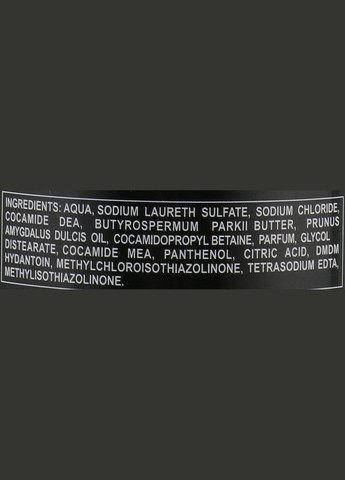 INGREDIENTS: AQUA, SODIUM LAURETH SULFATE, SODIUM CHLORIDE,
COCAMIDE DEA, BUTYROSPERMUM PARKII BUTTER, PRUNUS
AMYGDALUS DULCIS OIL, COCAMIDOPROPYL BETAINE, PARFUM, GLYCOL
DISTEARATE, COCAMIDE MEA, PANTHENOL, CITRIC ACID, DMDM
HYDANTOIN, METHYLCHLOROISOTHIAZOLINONE, TETRASODIUM EDTA,
METHYLISOTHIAZOLINONE.